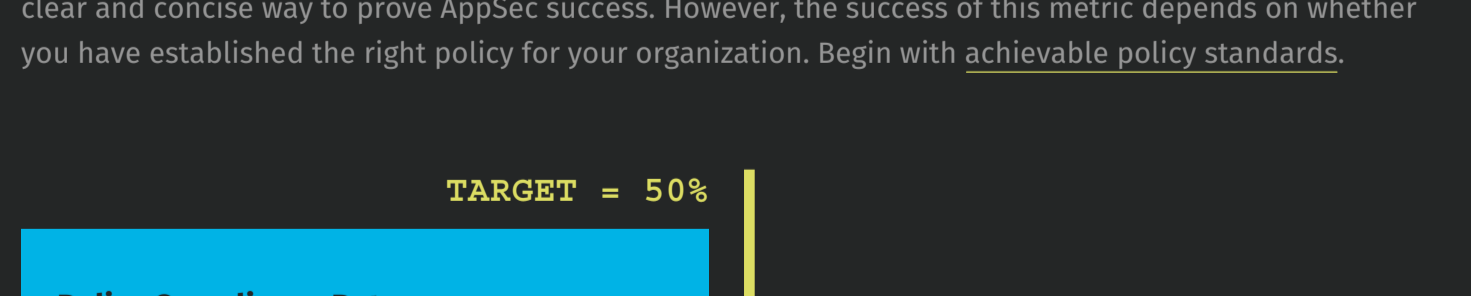 clear and concise way to prove AppSec success. However, the success of this metric depends on whether
you have established the right policy for your organization. Begin with achievable policy standards.
TARGET = 50%